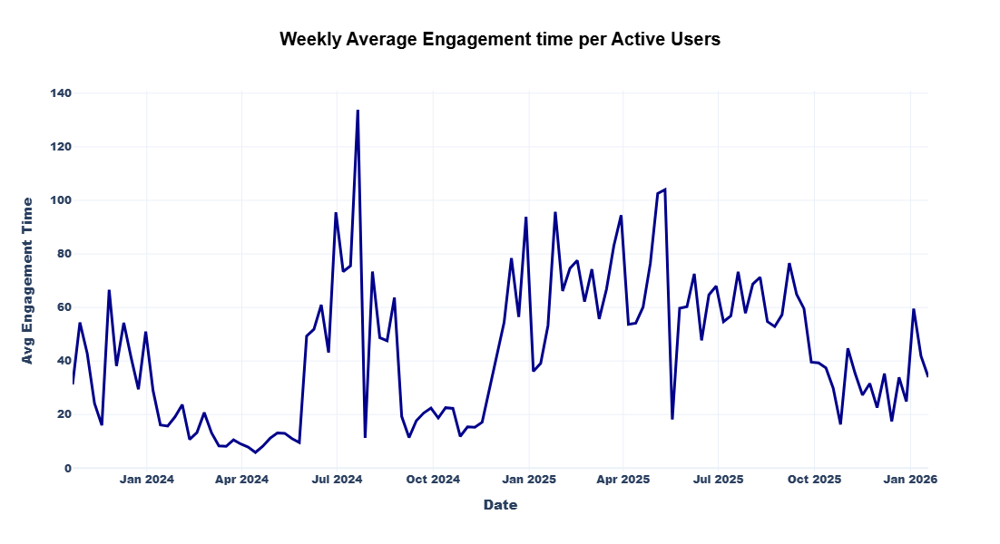 Weekly Average Engagement time per Active Users
Avg Engagement Time
140
120
100
80
60
40
20
0
Jan 2024 Apr 2024 Jul 2024 Oct 2024 Jan 2025 Apr 2025 Jul 2025 Oct 2025 Jan 2026
Date